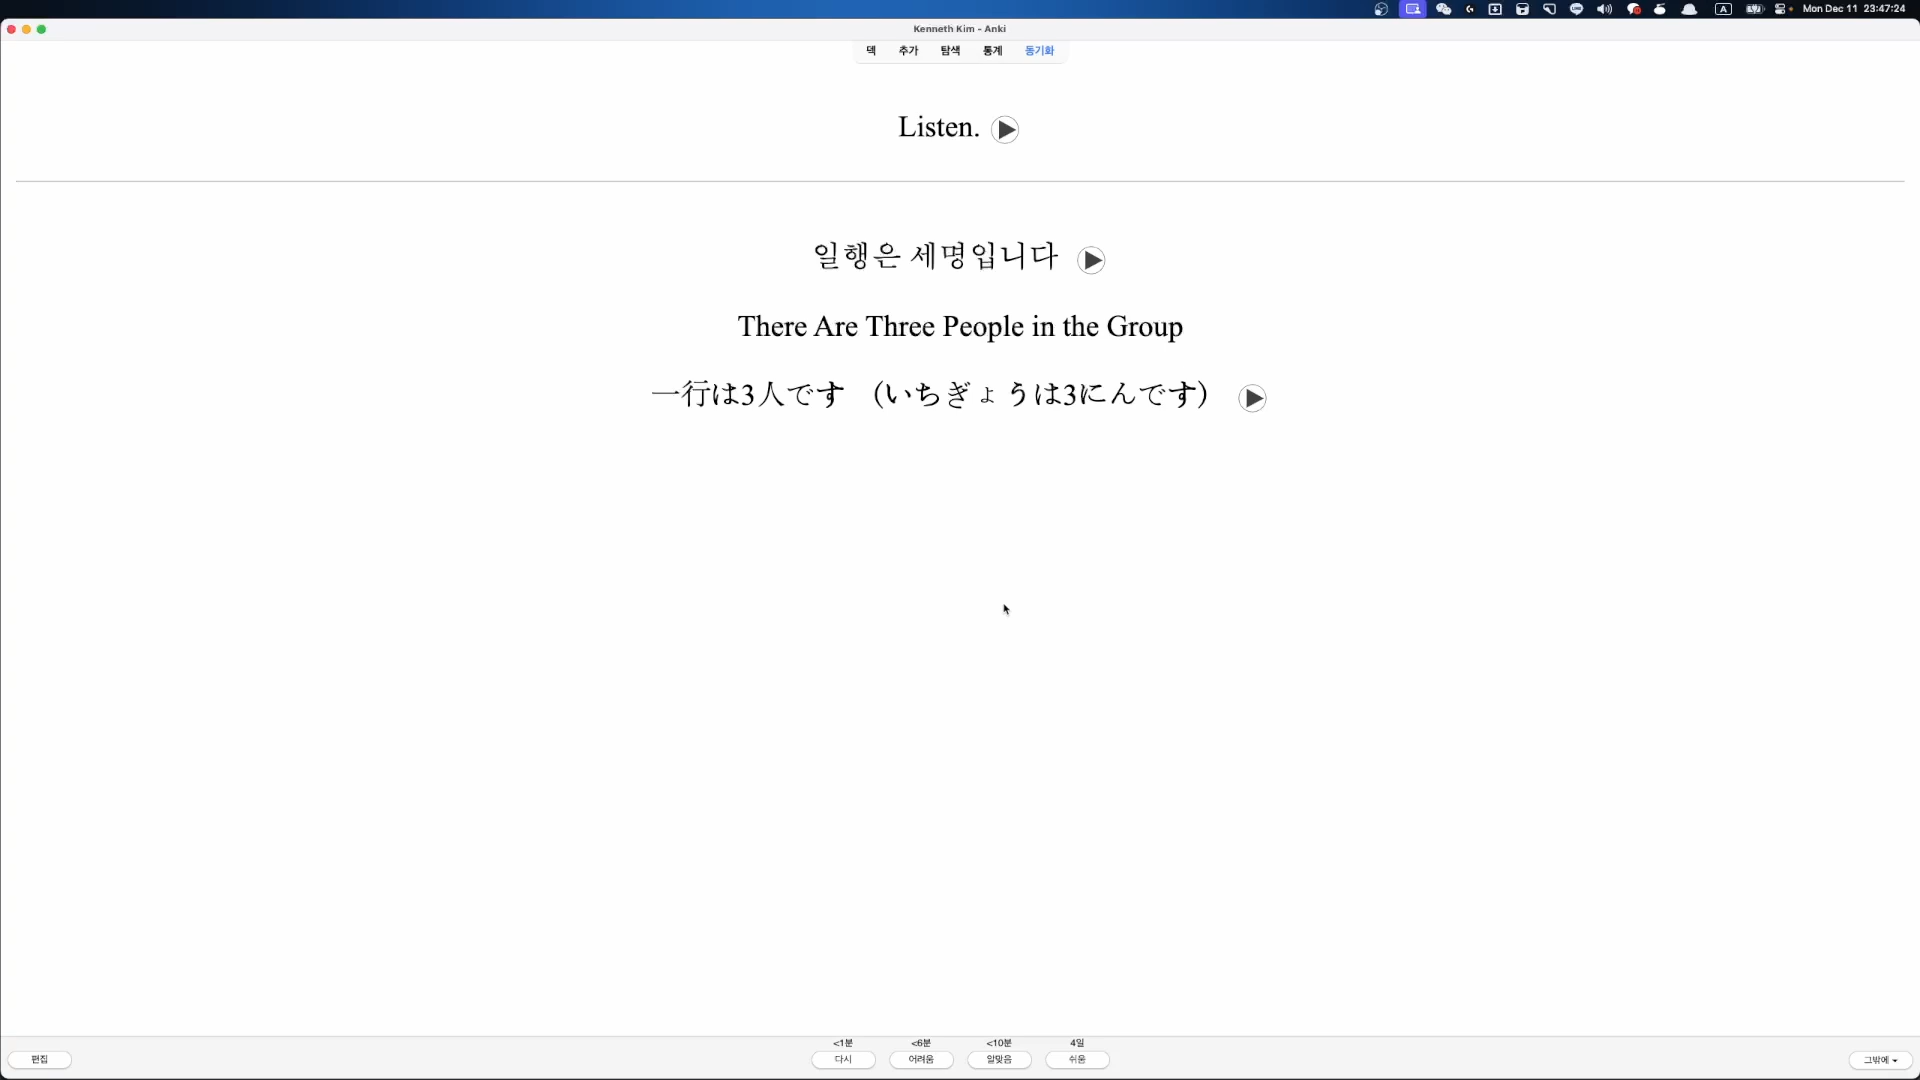 Mon Dec 11 23:47:24
Kenneth Kim - Anki
덱 추가 탐색 통계 동기화
Listen.
일행은 세명입니다
There Are Three People in the Group
一行は3人です （いちぎょうは3にんです）
<1분 <6분 <10분 4일
편집 다시 어려움 알맞음 쉬움 그밖에